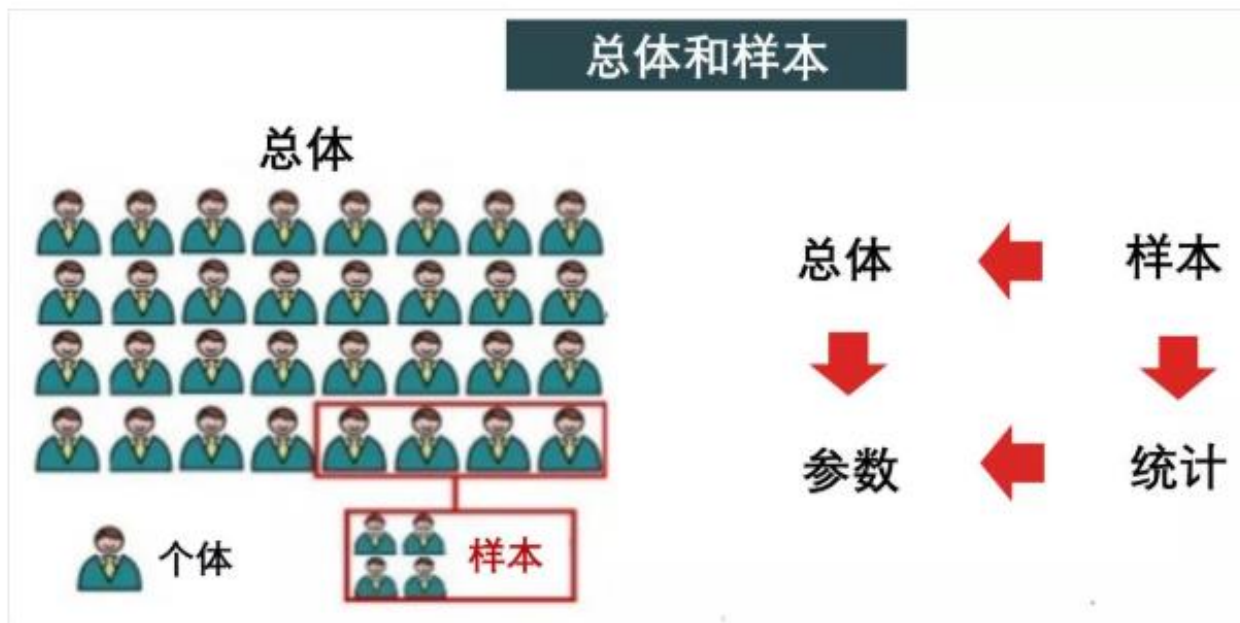 总体和样本
总体
总体 样本
参数 统计
个体 样本